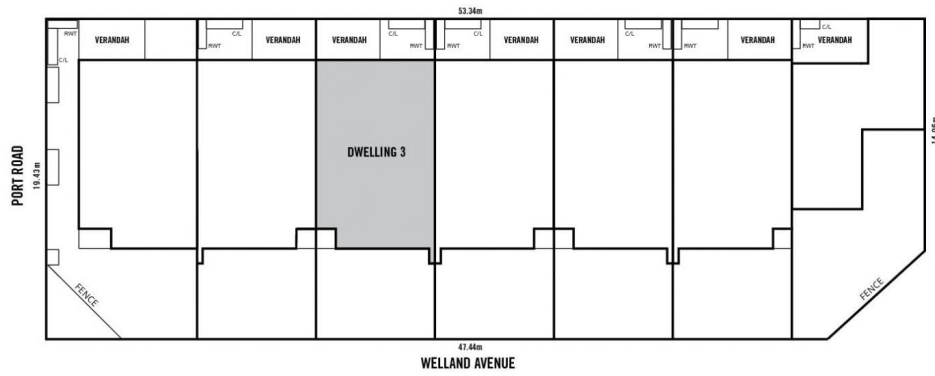 53.34m
RWT
C/L
VERANDAH
C/L
RWT
VERANDAH
VERANDAH
C/L
C/L
RWT
VERANDAH
VERANDAH
C/L
C/L
RWT
VERANDAH
C/L
RWT
VERANDAH
PORT ROAD
19.43m
DWELLING 3
FENCE
FENCE
47.44m
WELLAND AVENUE